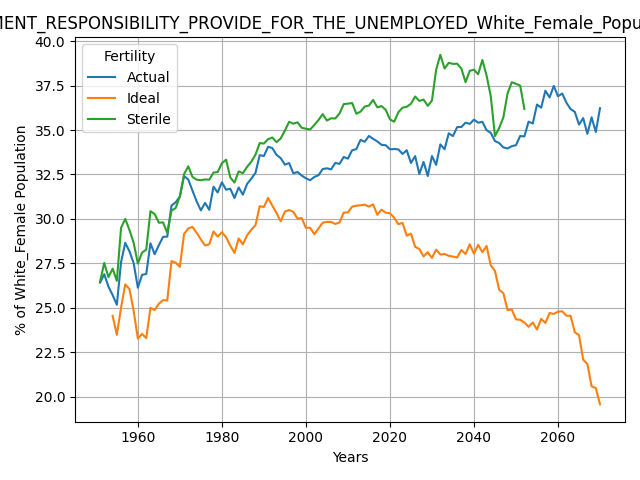 MENT_RESPONSIBILITY_PROVIDE_FOR_THE_UNEMPLOYED_White_Female_Popu
Fertility
Actual
Ideal
Sterile
% of White_Female Population
40.0
37.5
35.0
32.5
30.0
27.5
25.0
22.5
20.0
1960
1980
2000
2020
2040
2060
Years